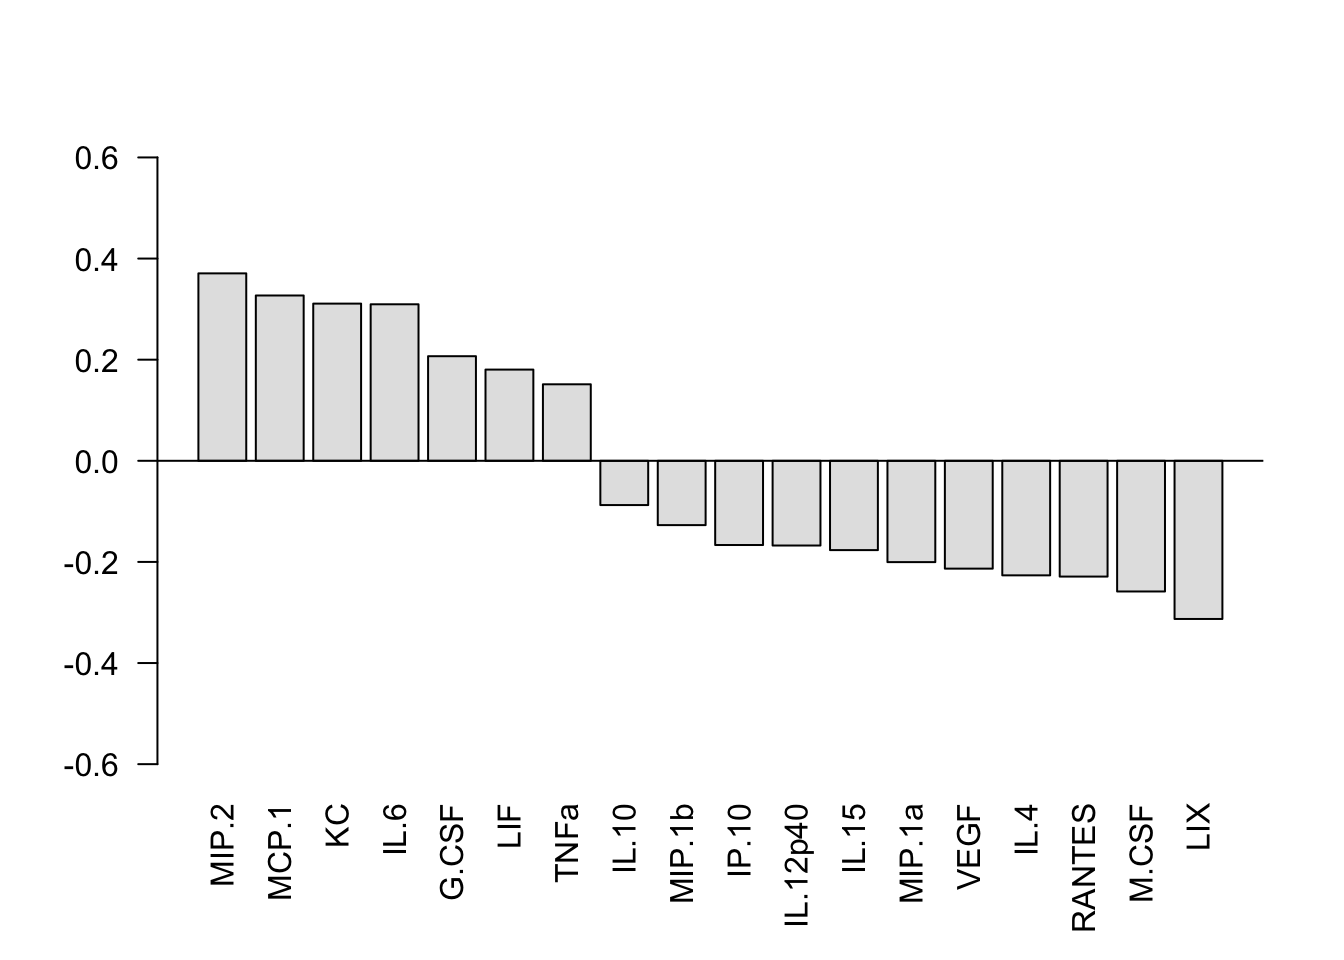 0.6
0.4
0.2
0.0
-0.2
-0.4
-0.6
MIP.2
MCP.1
KC
IL.6
G.CSF
LIF
TNFa
IL.10
MIP.1b
IP.10
IL.12p40
IL.15
MIP.1a
VEGF
IL.4
RANTES
M.CSF
LIX